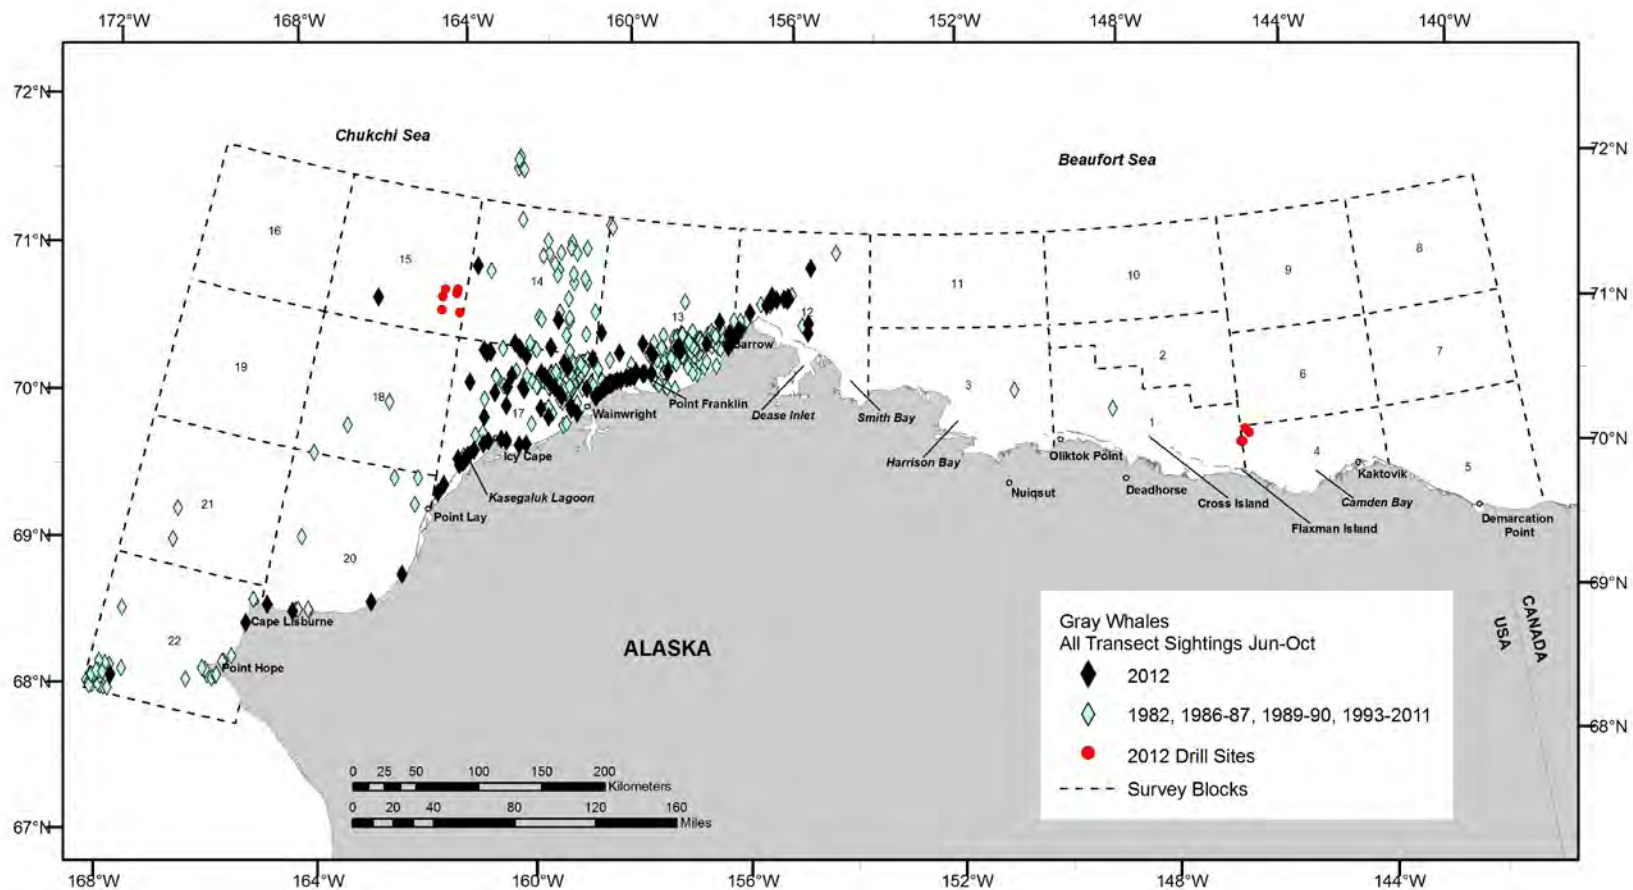 172°W 168°W 164°W 160°W 156°W 152°W 148°W 144°W 140°W
72°N
Chukchi Sea
Beaufort Sea
72°N
16
15
14
71°N
8
9
10
11
71°N
13
12
Barrow
19
18
17
Wainwright
Point Franklin
Dease Inlet
Smith Bay
3
2
7
6
70°N
70°N
Icy Cape
Kasegaluk Lagoon
Harrison Bay
Oliktok Point
1
4
5
Kaktovik
Nuiqsut
Deadhorse
Cross Island
Camden Bay
Flaxman Island
Demarcation
Point
21
Point Lay
69°N
20
69°N
Cape Lisburne
22
Point Hope
68°N
ALASKA
CANADA
USA
68°N
67°N
Gray Whales
All Transect Sightings Jun-Oct
2012
1982, 1986-87, 1989-90, 1993-2011
2012 Drill Sites
Survey Blocks
0 25 50 100 150 200
Kilometers
0 20 40 80 120 160
Miles
168°W 164°W 160°W 156°W 152°W 148°W 144°W